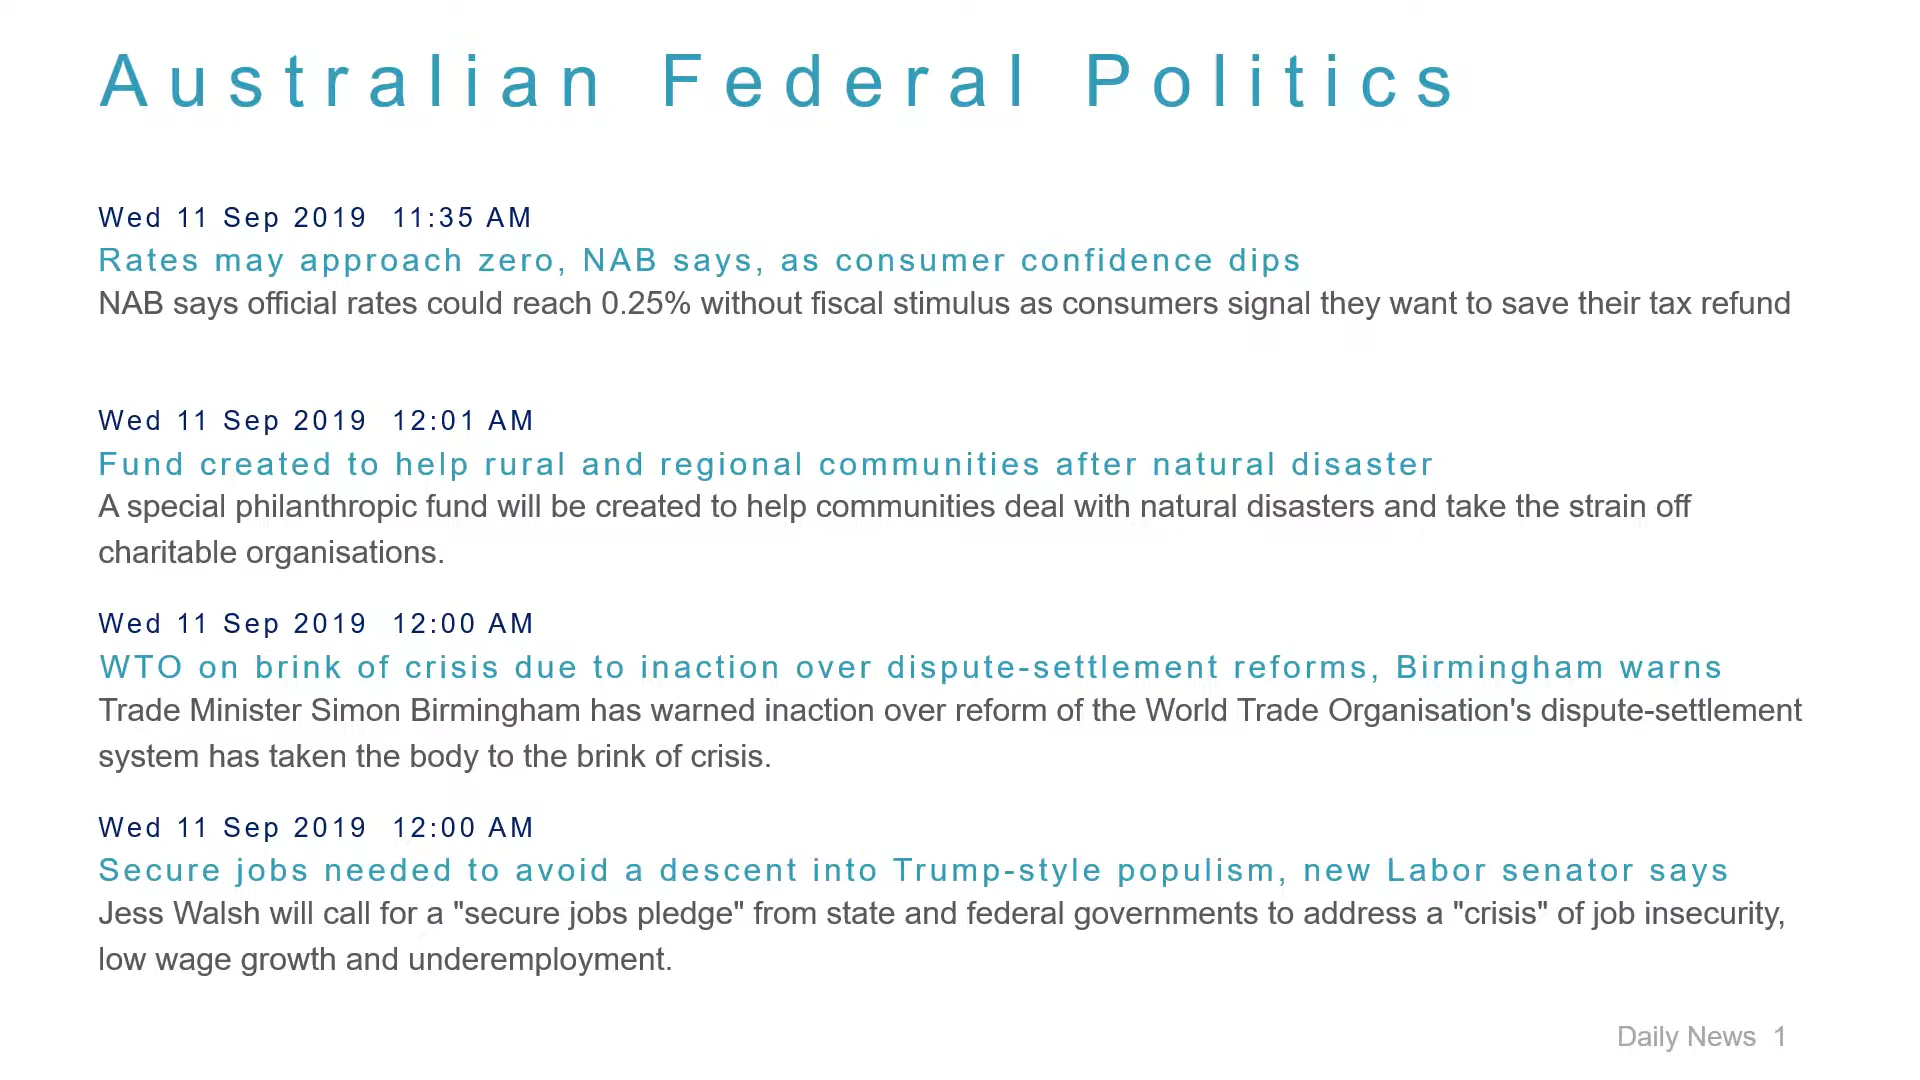 Australian Federal Politics
Wed 11 Sep 2019 11:35 AM
Rates may approach zero, NAB says, as consumer confidence dips
NAB says official rates could reach 0.25% without fiscal stimulus as consumers signal they want to save their tax refund
Wed 11 Sep 2019 12:01 AM
Fund created to help rural and regional communities after natural disaster
A special philanthropic fund will be created to help communities deal with natural disasters and take the strain off
charitable organisations.
Wed 11 Sep 2019 12:00 AM
WTO on brink of crisis due to inaction over dispute-settlement reforms, Birmingham warns
Trade Minister Simon Birmingham has warned inaction over reform of the World Trade Organisation's dispute-settlement
system has taken the body to the brink of crisis.
Wed 11 Sep 2019 12:00 AM
Secure jobs needed to avoid a descent into Trump-style populism, new Labor senator says
Jess Walsh will call for a "secure jobs pledge" from state and federal governments to address a "crisis" of job insecurity,
low wage growth and underemployment.
Daily News 1